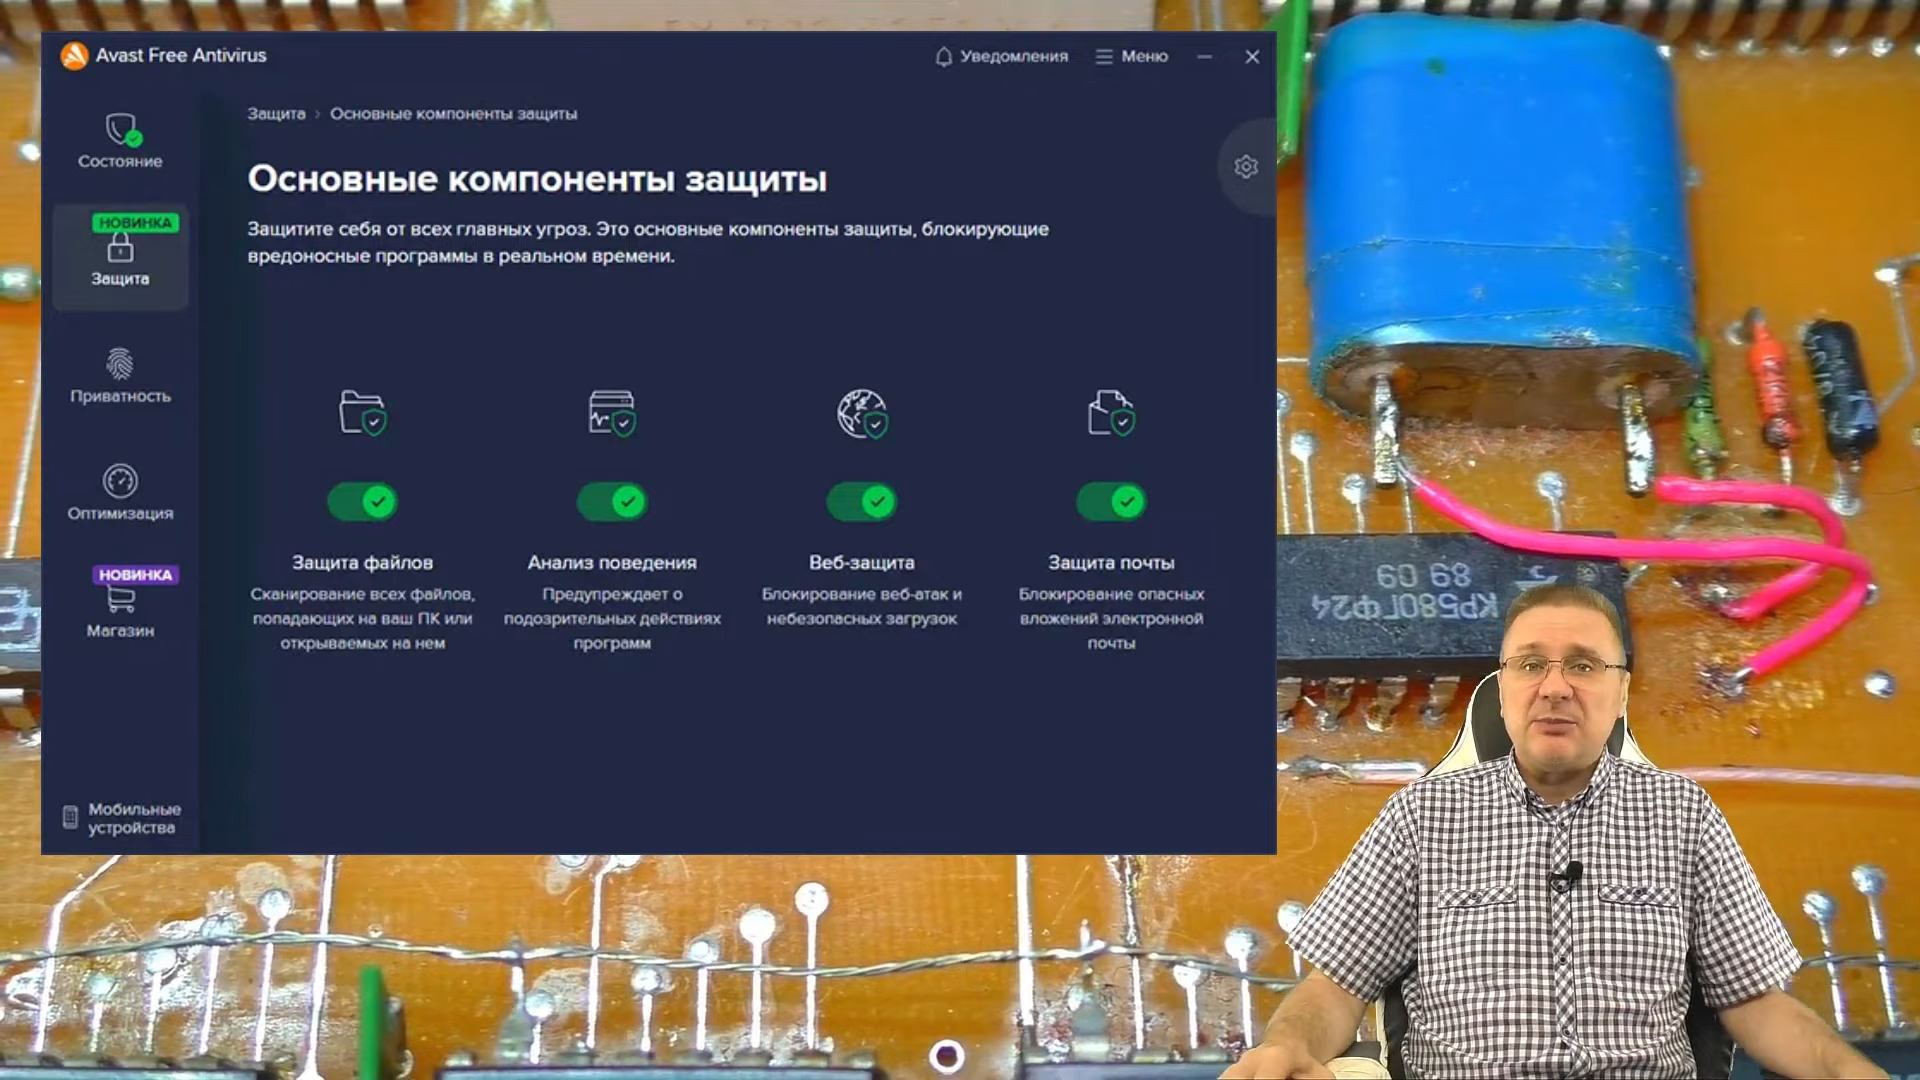 Avast Free Antivirus
Уведомления
Меню
Состояние
НОВИНКА
Защита
Приватность
Оптимизация
НОВИНКА
Магазин
Мобильные
устройства
Защита › Основные компоненты защиты
Основные компоненты защиты
Защитите себя от всех главных угроз. Это основные компоненты защиты, блокирующие
вредоносные программы в реальном времени.
Защита файлов
Сканирование всех файлов,
попадающих на ваш ПК или
открываемых на нем
Анализ поведения
Предупреждает о
подозрительных действиях
программ
Веб-защита
Блокирование веб-атак и
небезопасных загрузок
Защита почты
Блокирование опасных
вложений электронной
почты
КР580ГФ24
89 09